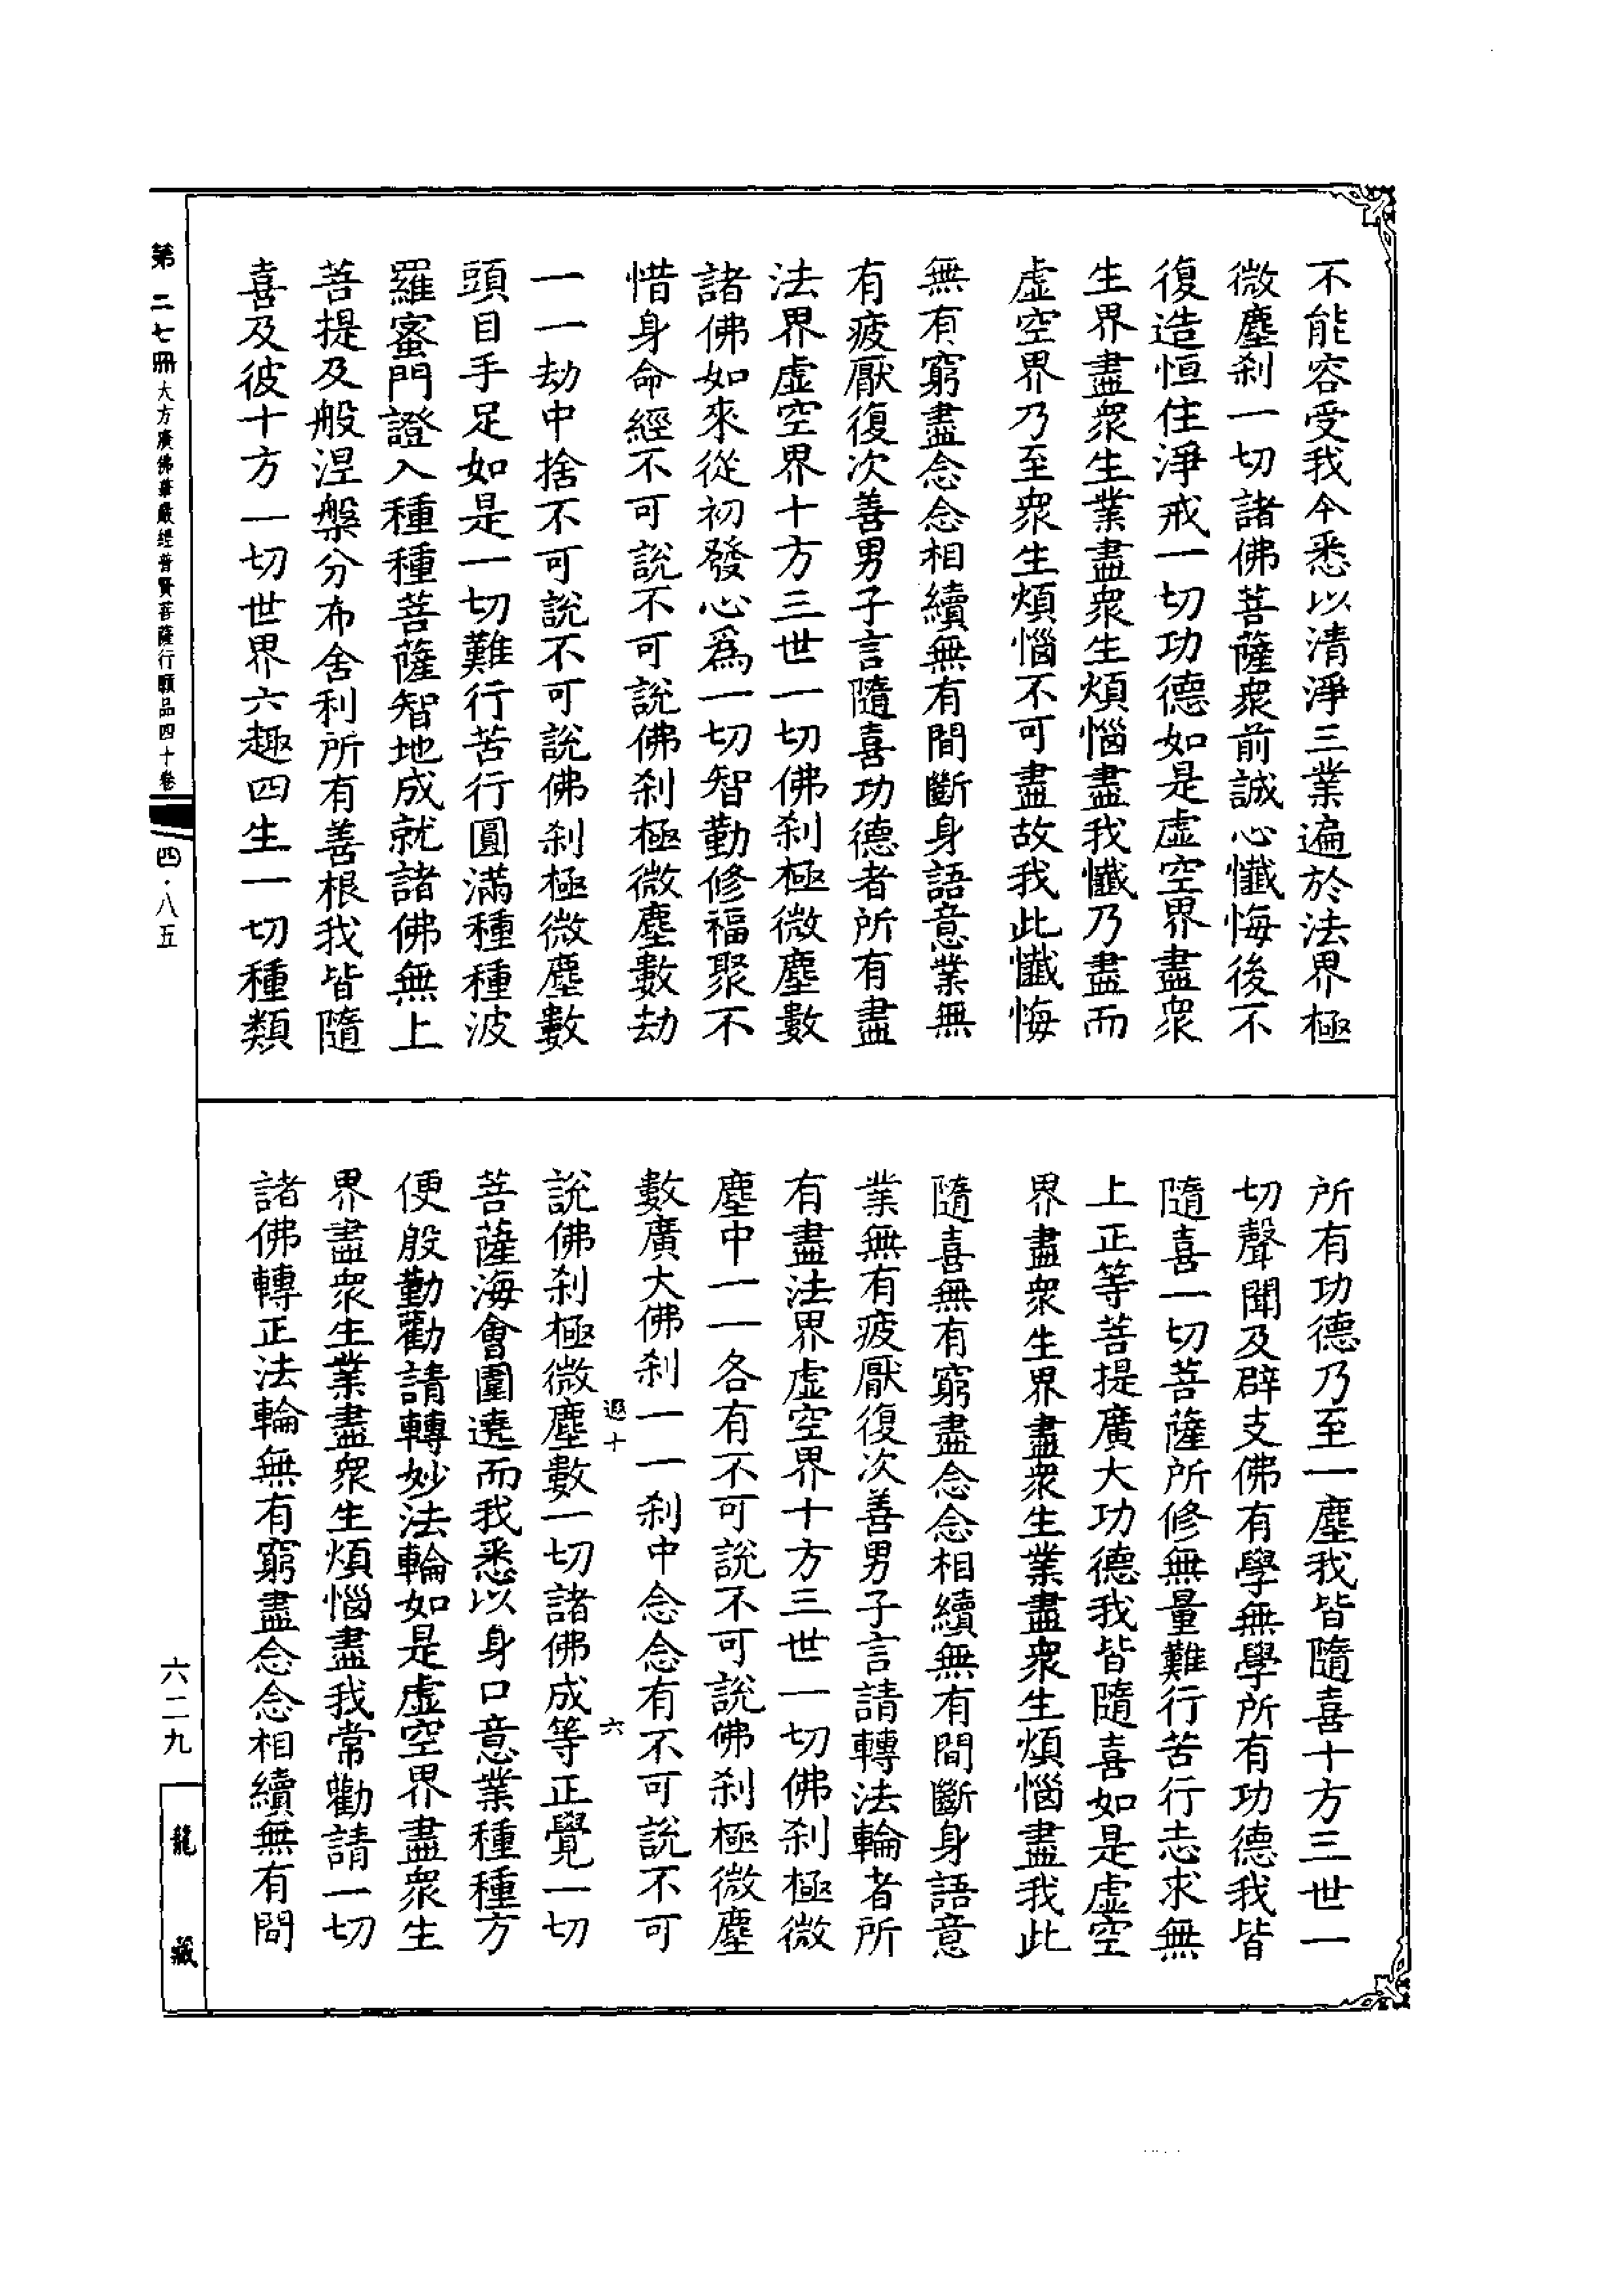 不能容受我今悉以清淨三業遍於法界極
微塵刹一切諸佛菩薩衆前誠心懺悔後不
復造恒住淨戒一切功德如是虛空界盡衆
生界盡衆生業盡衆生煩惱盡我懺乃盡而
虛空界乃至衆生煩惱不可盡故我此懺悔
無有窮盡念念相續無有間斷身語意業無
有疲厭復次善男子言隨喜功德者所有盡
法界虛空界十方三世一切佛刹極微塵數
諸佛如來從初發心爲一切智勤修福聚不
惜身命經不可說不可說佛刹極微塵數劫
一一劫中捨不可說不可說佛刹極微塵數
頭目手足如是一切難行苦行圓滿種種波
羅蜜門證入種種菩薩智地成就諸佛無上
菩提及般涅槃分布舍利所有善根我皆隨
喜及彼十方一切世界六趣四生一切種類
所有功德乃至一塵我皆隨喜十方三世一
切聲聞及辟支佛有學無學所有功德我皆
隨喜一切菩薩所修無量難行苦行志求無
上正等菩提廣大功德我皆隨喜如是虛空
界盡衆生界盡衆生業盡衆生煩惱盡我此
隨喜無有窮盡念念相續無有間斷身語意
業無有疲厭復次善男子言請轉法輪者所
有盡法界虛空界十方三世一切佛刹極微
塵中一一各有不可說不可說佛刹極微塵
數廣大佛刹一一刹中念念有不可說不可
遐十 六
說佛刹極微塵數一切諸佛成等正覺一切
菩薩海會圍遶而我悉以身口意業種種方
便殷勤勸請轉妙法輪如是虛空界盡衆生
界盡衆生業盡衆生煩惱盡我常勸請一切
諸佛轉正法輪無有窮盡念念相續無有間
第二七冊 大方廣佛華嚴經普賢菩薩行願品四十卷 四·八五
六二九
龍藏